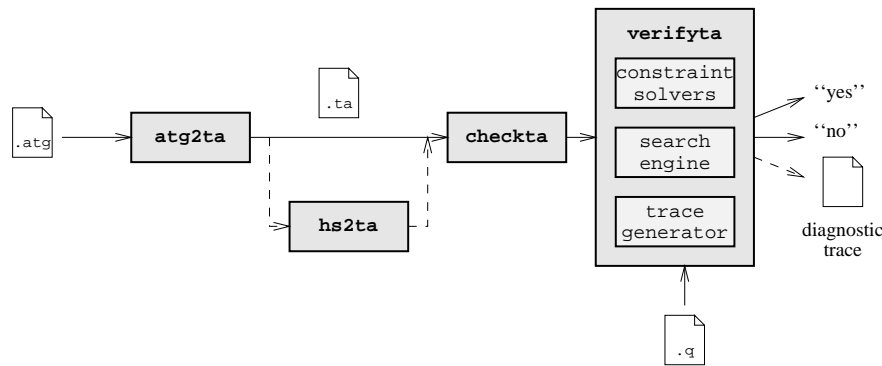 verifyta
.ta
constraint
solvers
‘‘yes’’
.atg
atg2ta
checkta
search
engine
‘‘no’’
hs2ta
trace
generator
diagnostic
trace
.q